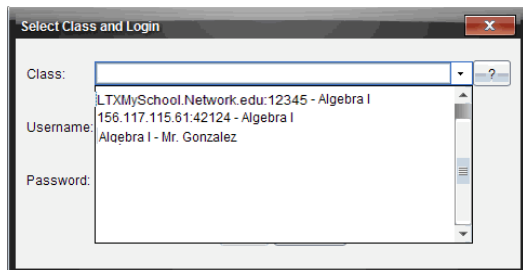 Select Class and Login
x
Class:
?
LTXMySchool.Network.edu:12345 - Algebra I
156.117.115.61:42124 - Algebra I
Algebra I - Mr. Gonzalez
Username:
Password: